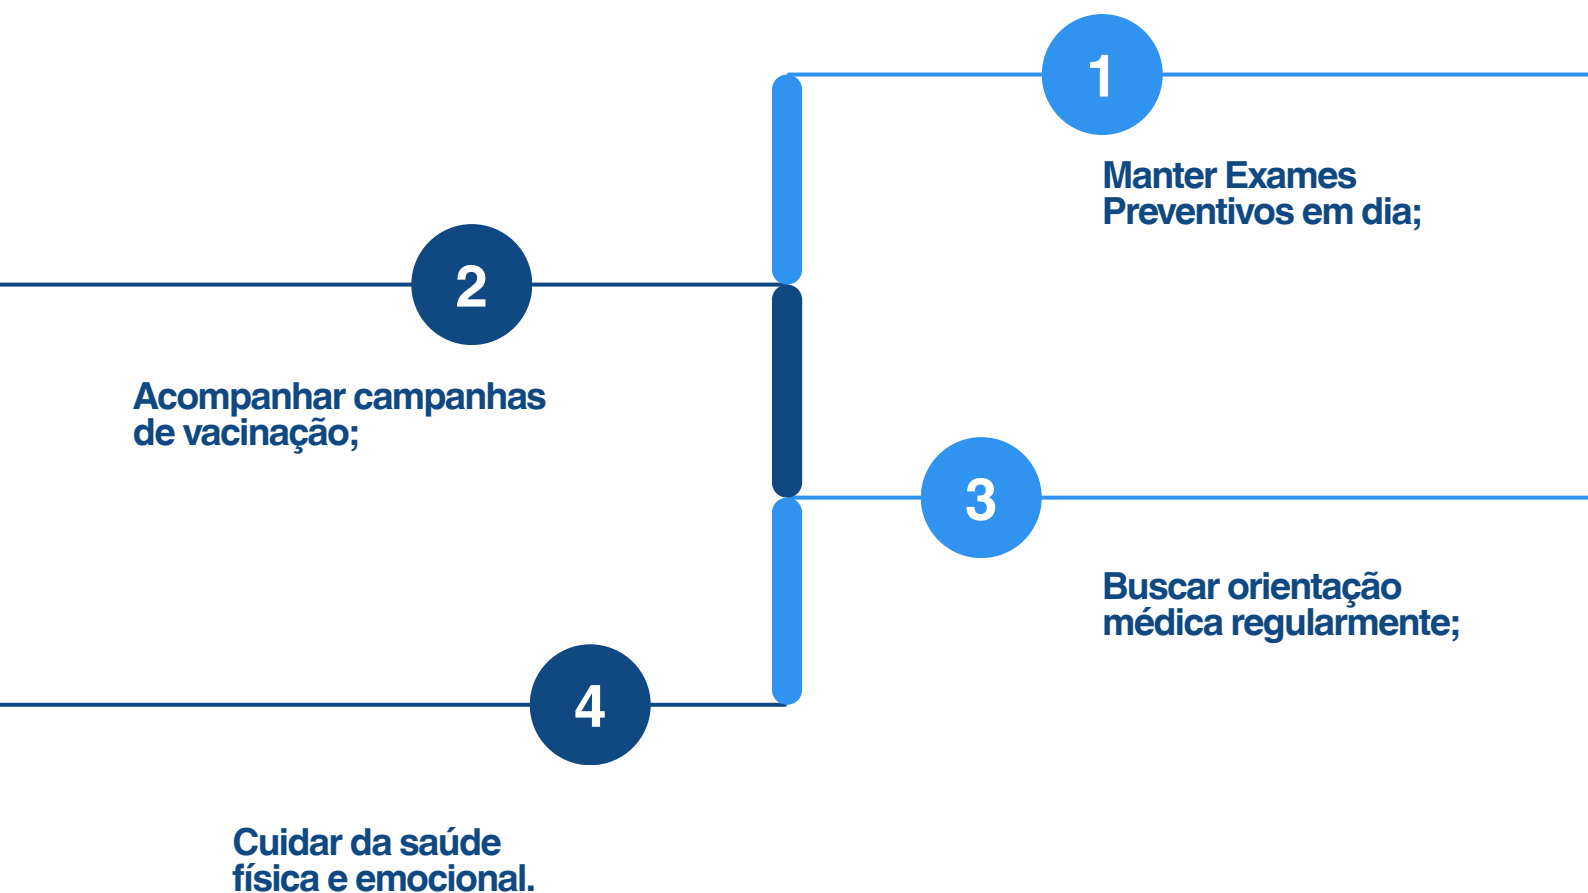 1
Manter Exames
Preventivos em dia;
2
Acompanhar campanhas
de vacinação;
3
Buscar orientação
médica regularmente;
4
Cuidar da saúde
física e emocional.